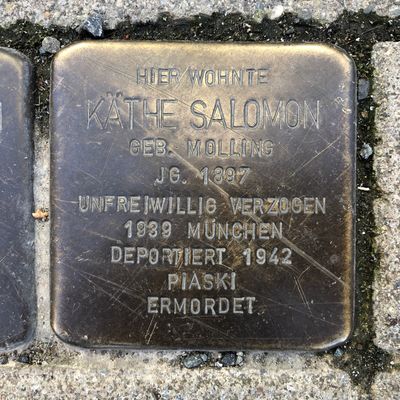 HIER WOHNTE
KÄTHE SALOMON
GEB. MOLLING
JG. 1897
UNFREIWILLIG VERZOGEN
1939 MÜNCHEN
DEPORTIERT 1942
PIASKI
ERMORDET